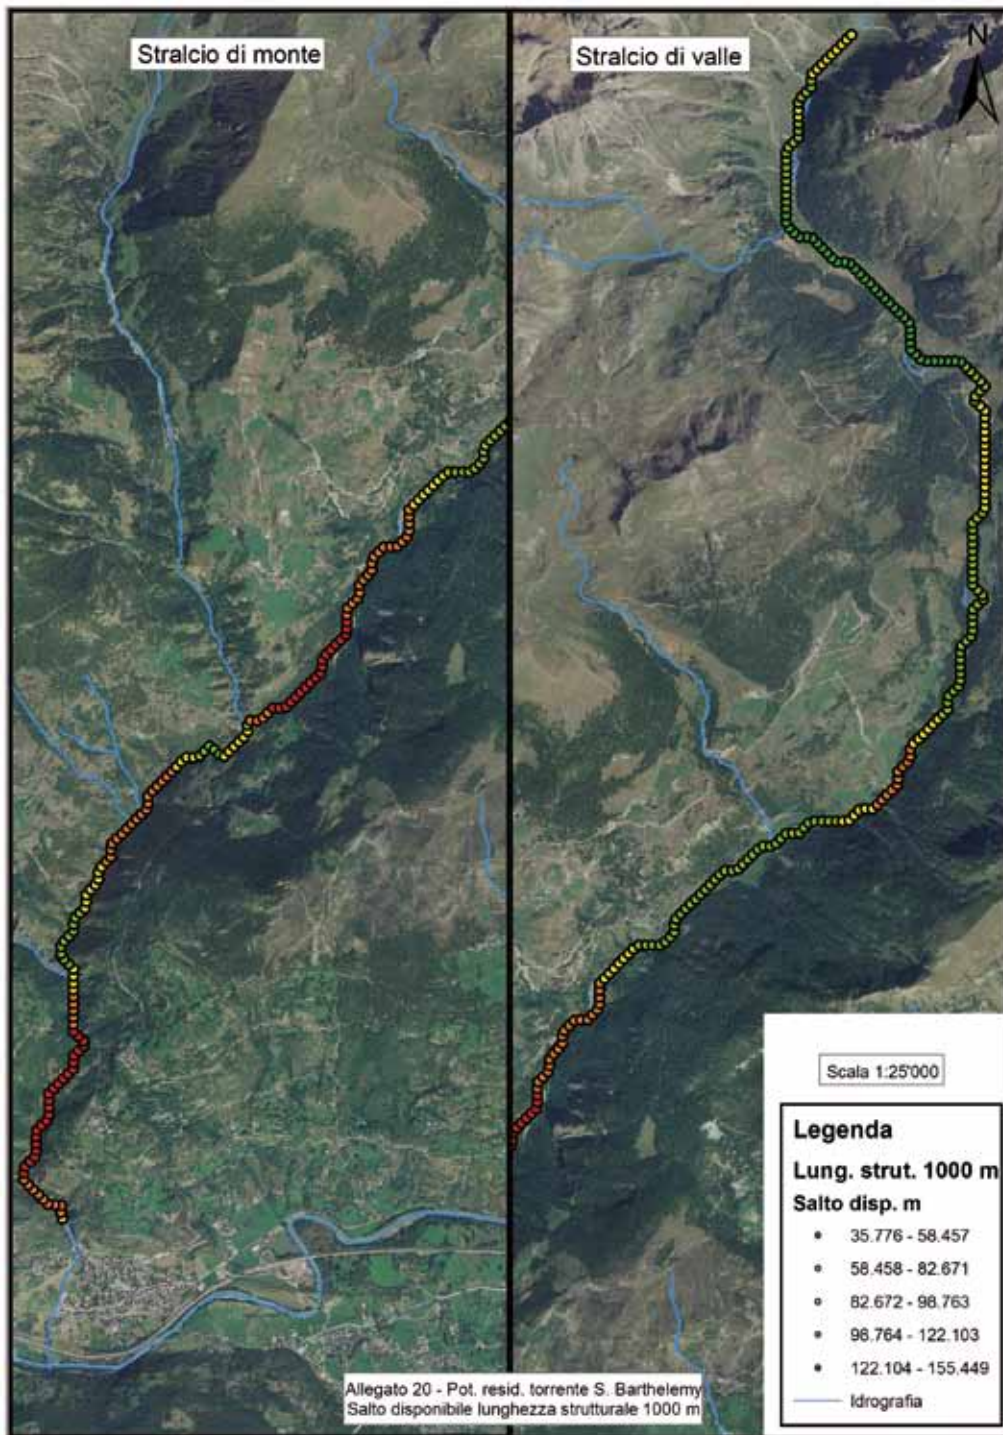 Stralcio di monte
Stralcio di valle
N
Scala 1:25'000
Legenda
Lung. strut. 1000 m
Salto disp. m
35.776 - 58.457
58.458 - 82.671
82.672 - 98.763
98.764 - 122.103
122.104 - 155.449
Idrografia
Allegato 20 - Pot. resid. torrente S. Barthelemy
Salto disponibile lunghezza strutturale 1000 m